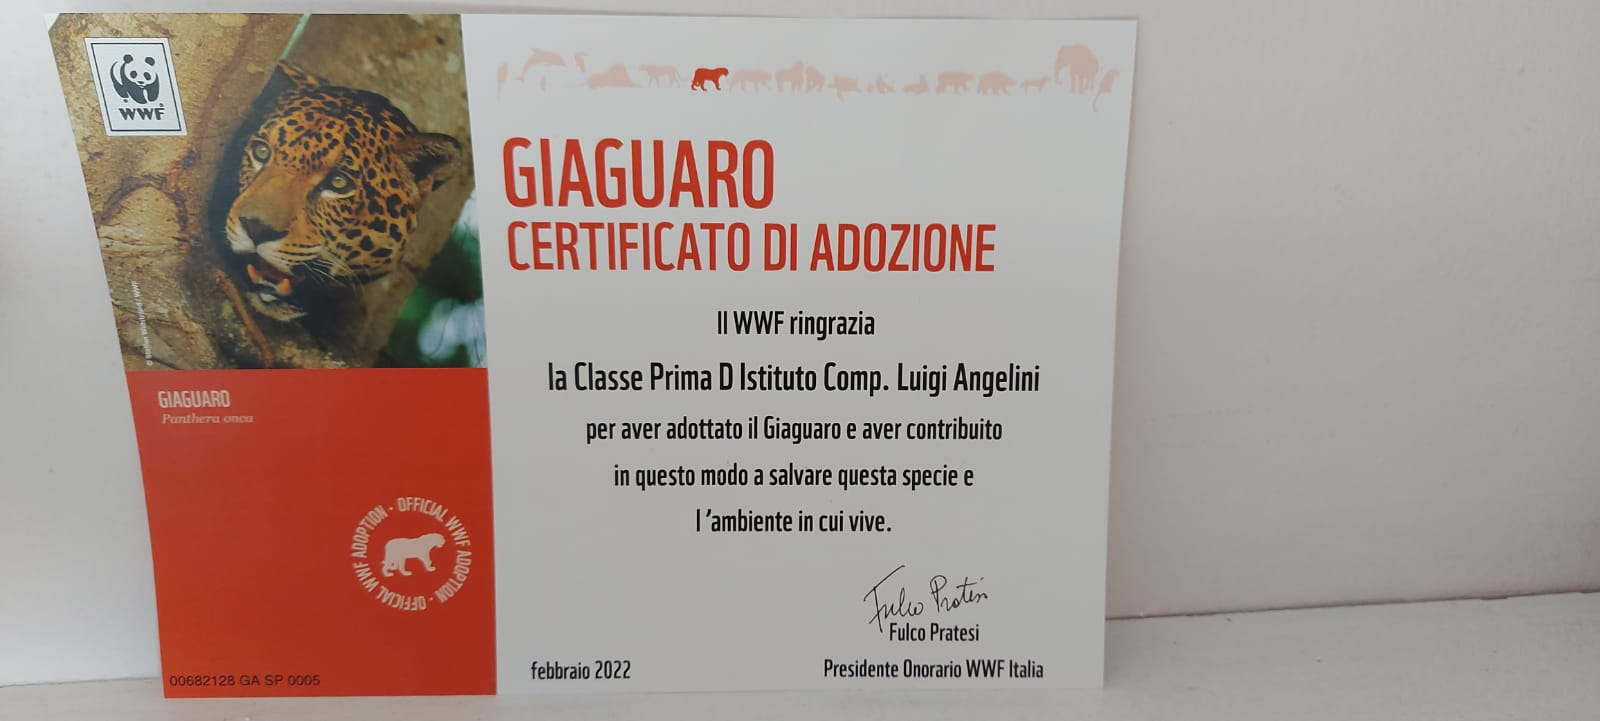 WWF
GIAGUARO
CERTIFICATO DI ADOZIONE
Il WWF ringrazia
la Classe Prima D Istituto Comp. Luigi Angelini
per aver adottato il Giaguaro e aver contribuito
in questo modo a salvare questa specie e
l ’ambiente in cui vive.
Fulco Pratesi
Fulco Pratesi
febbraio 2022
Presidente Onorario WWF Italia
GIAGUARO
Panthera onca
OFFICIAL WWF ADOPTION - OFFICIAL WWF ADOPTION -
00682128 GA SP 0005